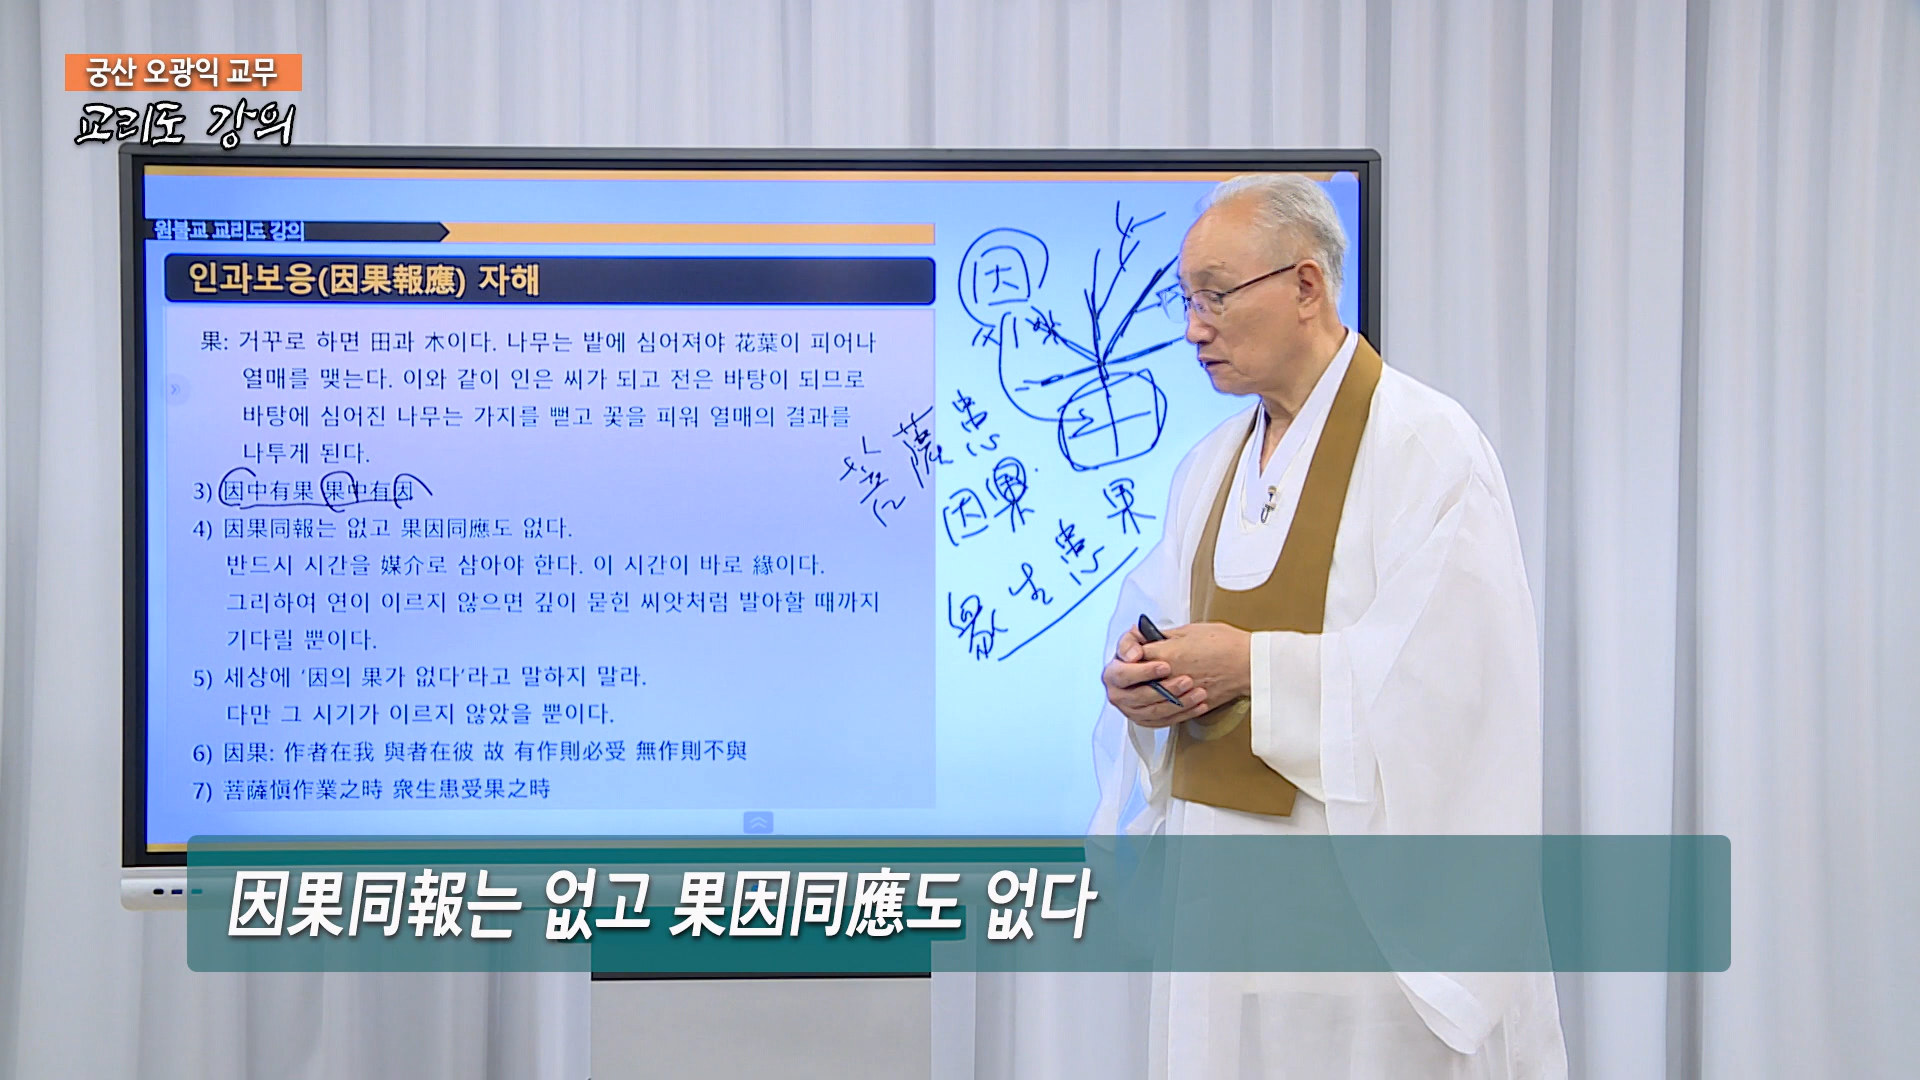 궁산 오광익 교무
교리도 강의
원불교 교리도 강의
인과보응(因果報應) 자해
果: 거꾸로 하면 田과 木이다. 나무는 밭에 심어져야 花葉이 피어나
열매를 맺는다. 이와 같이 인은 씨가 되고 전은 바탕이 되므로
바탕에 심어진 나무는 가지를 뻗고 꽃을 피워 열매의 결과를
나투게 된다.
3) 因中有果 果中有因
4) 因果同報는 없고 果因同應도 없다.
반드시 시간을 媒介로 삼아야 한다. 이 시간이 바로 緣이다.
그리하여 연이 이르지 않으면 깊이 묻힌 씨앗처럼 발아할 때까지
기다릴 뿐이다.
5) 세상에 '因의 果가 없다'라고 말하지 말라.
다만 그 시기가 이르지 않았을 뿐이다.
6) 因果: 作者在我 與者在彼 故 有作則必受 無作則不與
7) 菩薩愼作業之時 衆生患受果之時
因
因果
果
因果同報는 없고 果因同應도 없다